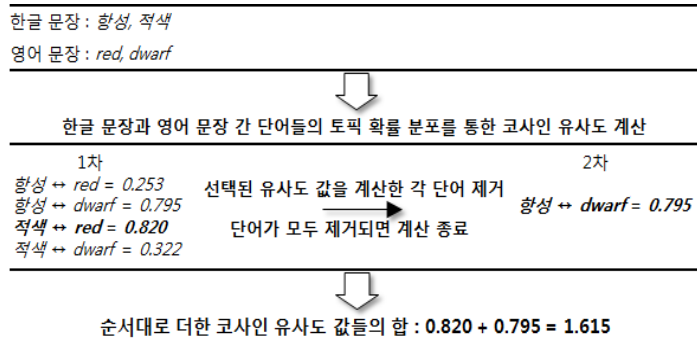 한글 문장 : 항성, 적색
영어 문장 : red, dwarf
한글 문장과 영어 문장 간 단어들의 토픽 확률 분포를 통한 코사인 유사도 계산
1차
항성 ↔ red = 0.253
항성 ↔ dwarf = 0.795
적색 ↔ red = 0.820
적색 ↔ dwarf = 0.322
선택된 유사도 값을 계산한 각 단어 제거
단어가 모두 제거되면 계산 종료
2차
항성 ↔ dwarf = 0.795
순서대로 더한 코사인 유사도 값들의 합 : 0.820 + 0.795 = 1.615